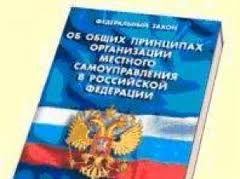 ФЕДЕРАЛЬНЫЙ ЗАКОН
ОБ ОБЩИХ ПРИНЦИПАХ
ОРГАНИЗАЦИИ
МЕСТНОГО
САМОУПРАВЛЕНИЯ
В РОССИЙСКОЙ
ФЕДЕРАЦИИ